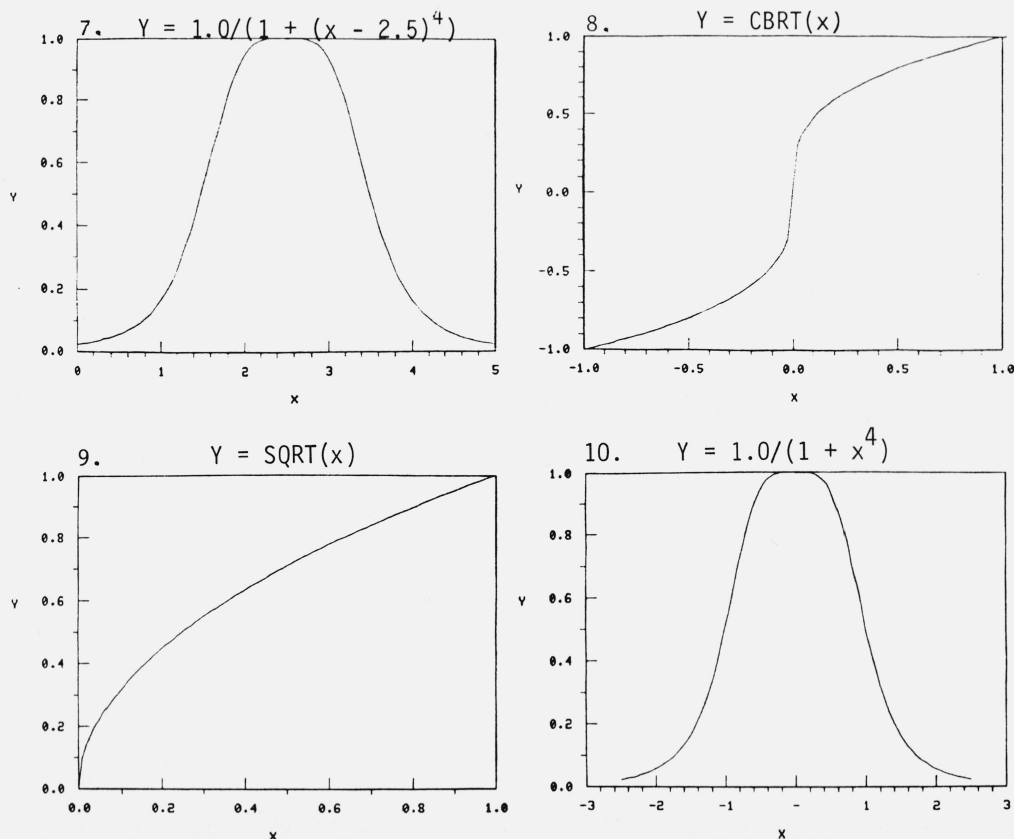 7. Y = 1.0/(1 + (x - 2.5)^4)
1.0
0.8
0.6
Y
0.4
0.2
0.0
0 1 2 3 4 5
X
8. Y = CBRT(x)
1.0
0.5
Y
0.0
-0.5
-1.0
-1.0 -0.5 0.0 0.5 1.0
X
9. Y = SQRT(x)
1.0
0.8
0.6
Y
0.4
0.2
0.0
0.0 0.2 0.4 0.6 0.8 1.0
X
10. Y = 1.0/(1 + x^4)
1.0
0.8
0.6
Y
0.4
0.2
0.0
-3 -2 -1 - 1 2 3
X